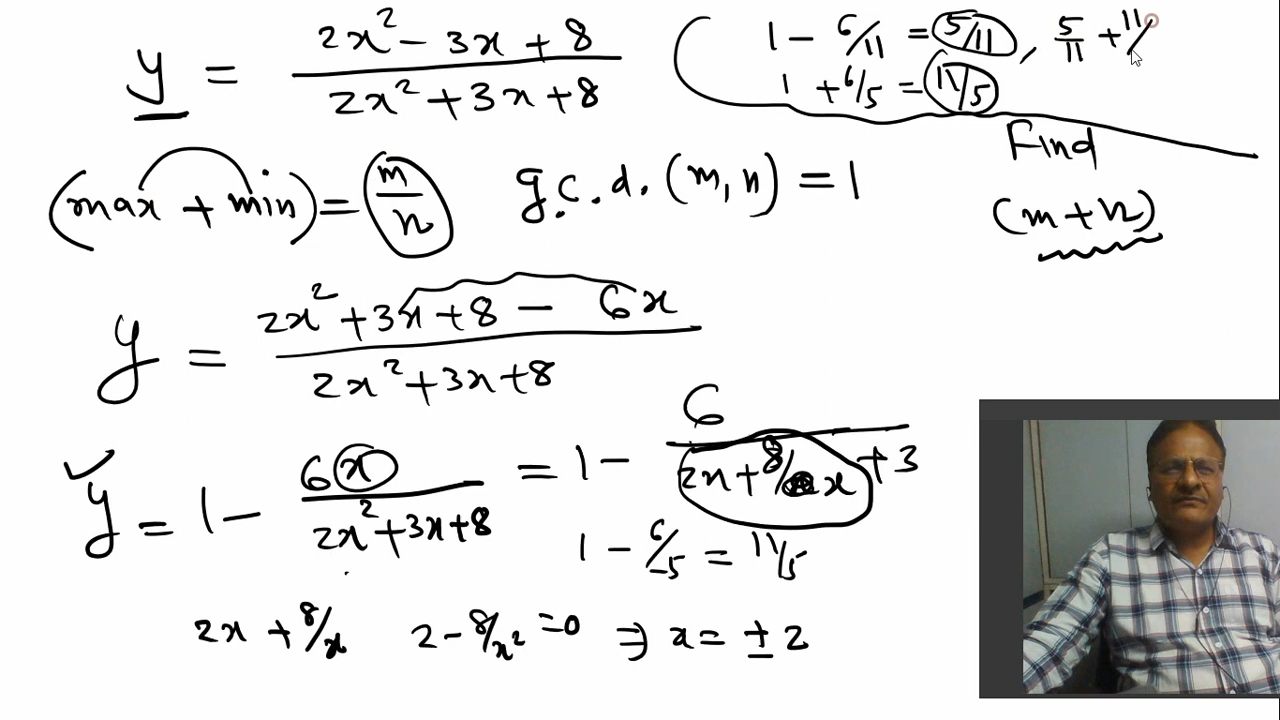 y = (2x² - 3x + 8)/(2x² + 3x + 8)
1 - 6/11 = 5/11, 5/11 + 11/
1 + 6/5 = 11/5
(max + min) = m/n g.c.d. (m, n) = 1
Find
(m + n)
y = (2x² + 3x + 8 - 6x)/(2x² + 3x + 8)
y = 1 - 6x/(2x² + 3x + 8) = 1 - 6/(2x + 8/x + 3)
1 - 6/-5 = 11/5
2x + 8/x 2 - 8/x² = 0 ⇒ x = ± 2